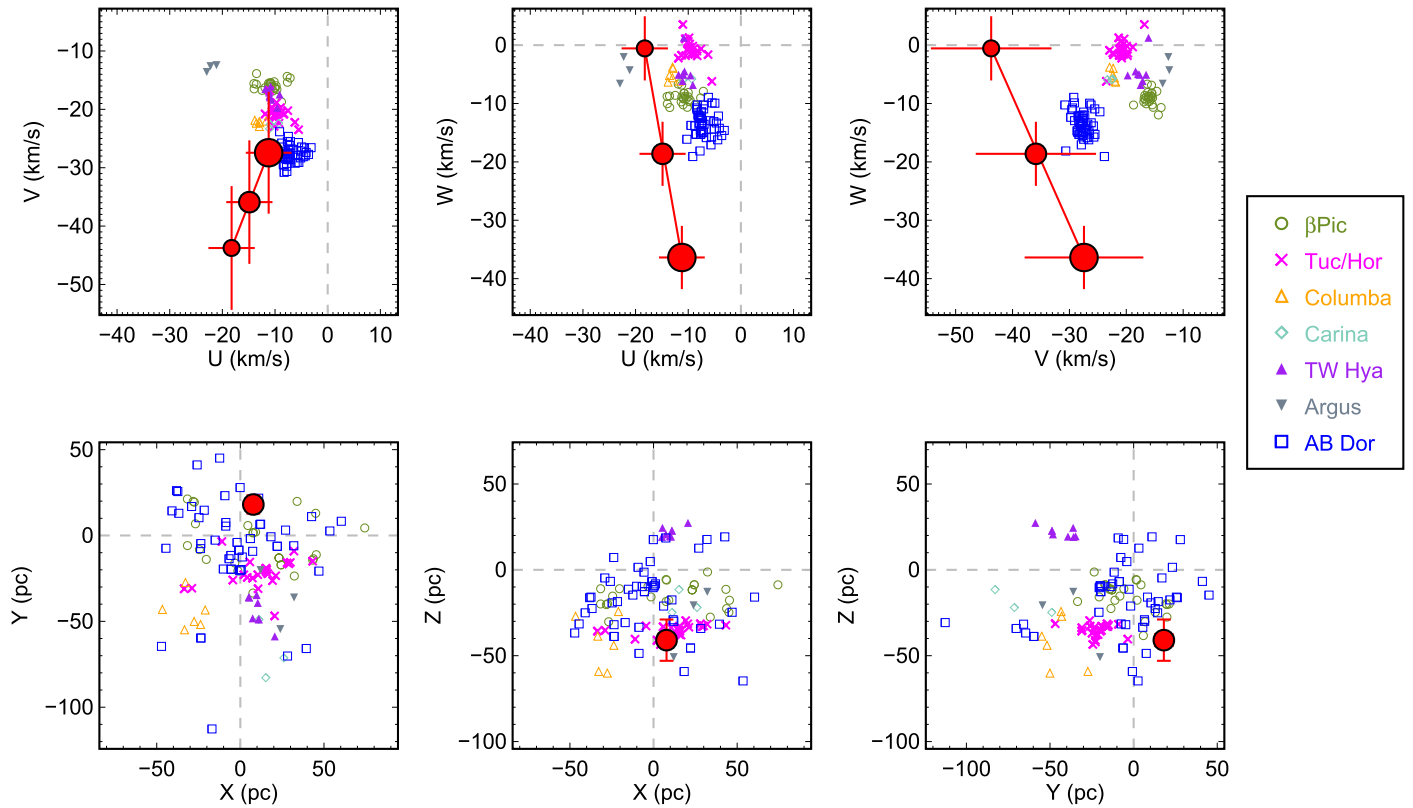 −10
−20
−30
−40
−50
V (km/s)
−40 −30 −20 −10 0 10
U (km/s)
0
−10
−20
−30
−40
W (km/s)
−40 −30 −20 −10 0 10
U (km/s)
0
−10
−20
−30
−40
W (km/s)
−50 −40 −30 −20 −10
V (km/s)
βPic
Tuc/Hor
Columba
Carina
TW Hya
Argus
AB Dor
50
0
−50
−100
Y (pc)
−50 0 50
X (pc)
50
0
−50
−100
Z (pc)
−50 0 50
X (pc)
50
0
−50
−100
Z (pc)
−100 −50 0 50
Y (pc)